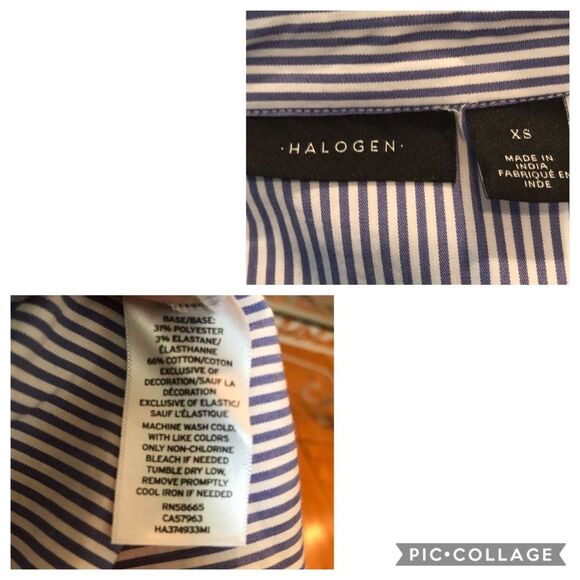 ·HALOGEN·
XS
MADE IN
INDIA
FABRIQUÉ EN
INDE
BASE/BASE:
31% POLYESTER
3% ELASTANE/
ÉLASTHANNE
66% COTTON/COTON
EXCLUSIVE OF
DECORATION/SAUF LA
DÉCORATION
EXCLUSIVE OF ELASTIC/
SAUF L'ÉLASTIQUE
MACHINE WASH COLD,
WITH LIKE COLORS
ONLY NON-CHLORINE
BLEACH IF NEEDED
TUMBLE DRY LOW,
REMOVE PROMPTLY
COOL IRON IF NEEDED
RN58665
CA57963
HA374933MI
PIC•COLLAGE